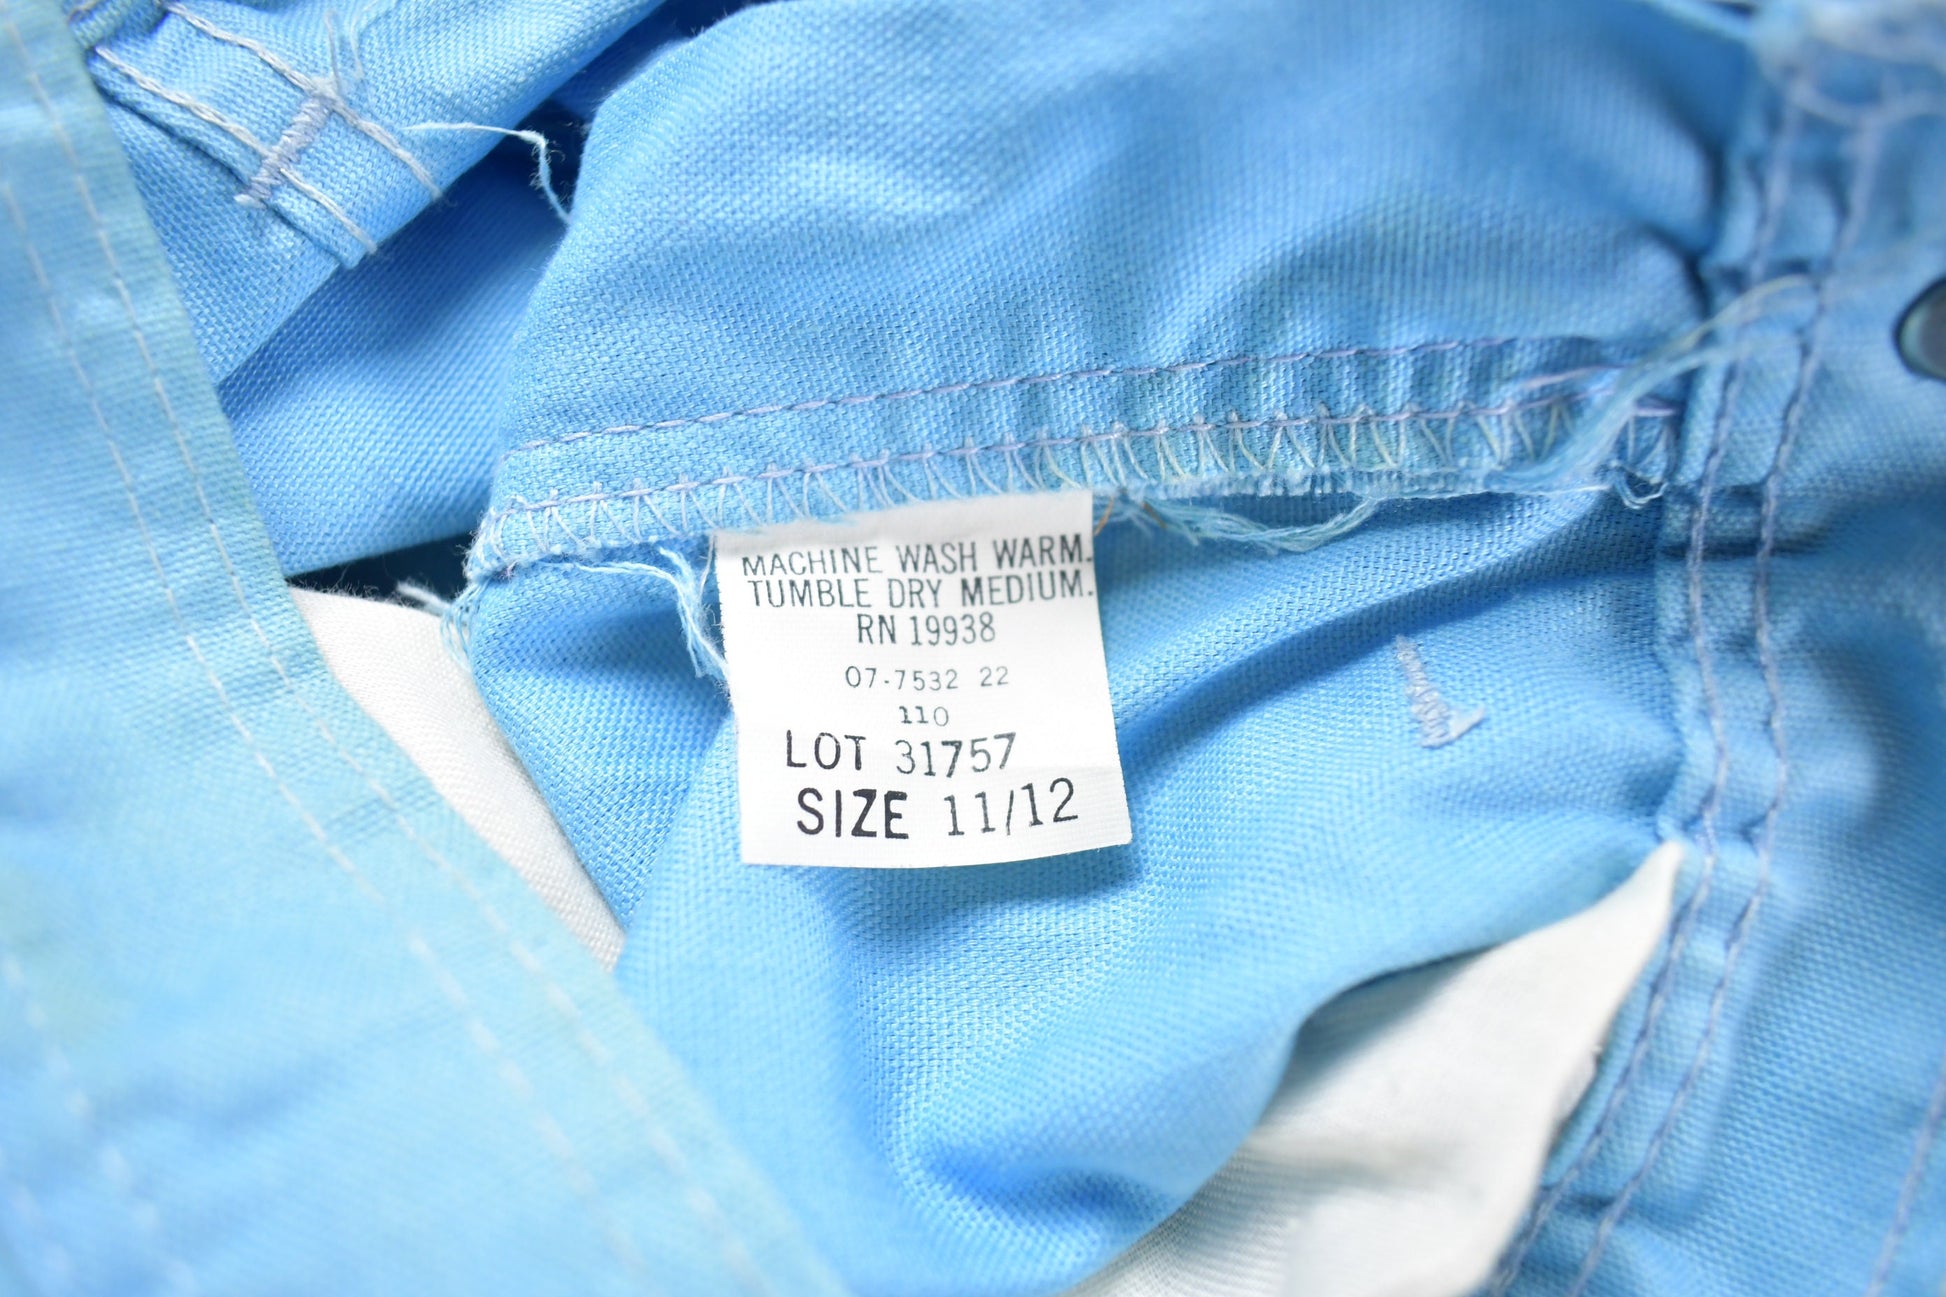 MACHINE WASH WARM.
TUMBLE DRY MEDIUM.
RN 19938
07-7532 22
110
LOT 31757
SIZE 11/12